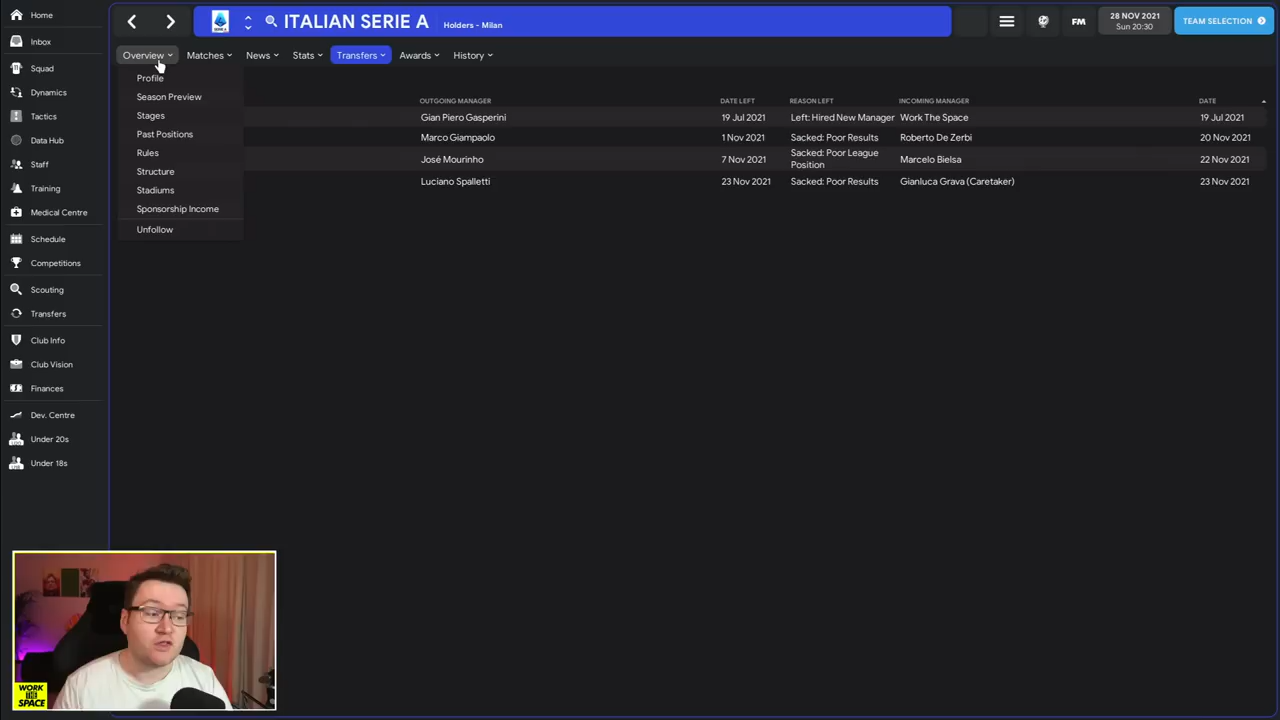 Home
Inbox
Squad
Dynamics
Tactics
Data Hub
Staff
Training
Medical Centre
Schedule
Competitions
Scouting
Transfers
Club Info
Club Vision
Finances
Dev. Centre
Under 20s
Under 18s
ITALIAN SERIE A
Holders - Milan
FM
28 NOV 2021
Sun 20:30
TEAM SELECTION
Overview
Matches
News
Stats
Transfers
Awards
History
Profile
Season Preview
Stages
Past Positions
Rules
Structure
Stadiums
Sponsorship Income
Unfollow
OUTGOING MANAGER DATE LEFT REASON LEFT INCOMING MANAGER DATE
Gian Piero Gasperini 19 Jul 2021 Left: Hired New Manager Work The Space 19 Jul 2021
Marco Giampaolo 1 Nov 2021 Sacked: Poor Results Roberto De Zerbi 20 Nov 2021
José Mourinho 7 Nov 2021 Sacked: Poor League Position Marcelo Bielsa 22 Nov 2021
Luciano Spalletti 23 Nov 2021 Sacked: Poor Results Gianluca Grava (Caretaker) 23 Nov 2021
WORK
THE
SPACE